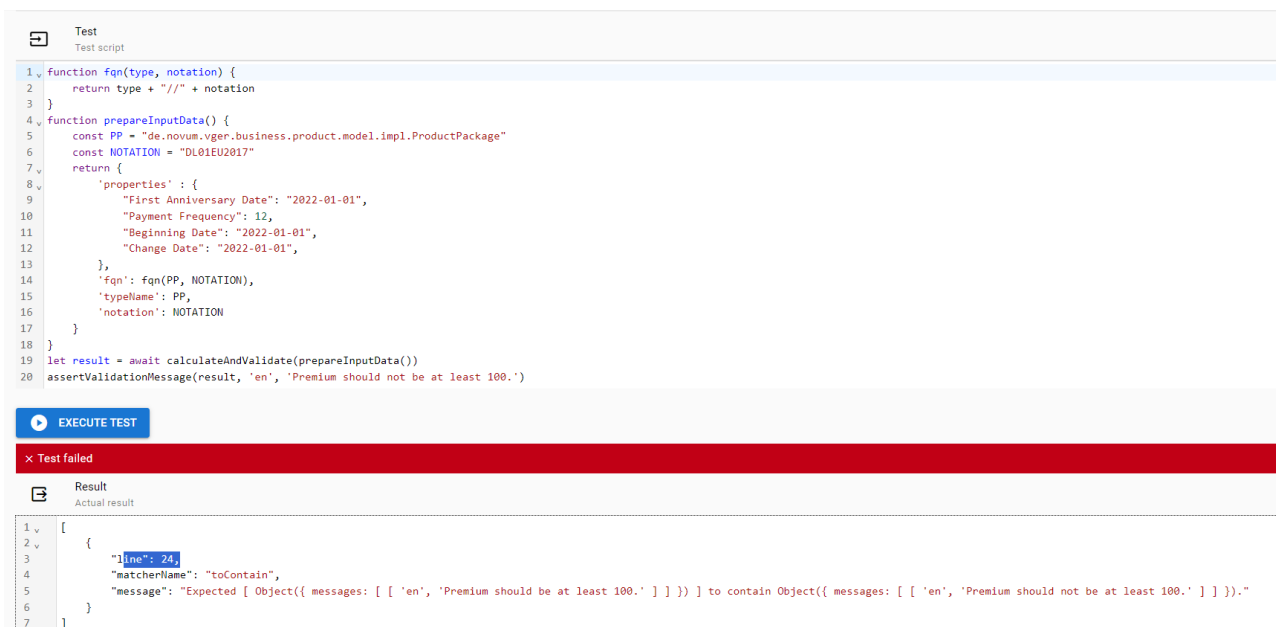 Test
Test script
1 function fqn(type, notation) {
2 return type + "//" + notation
3 }
4 function prepareInputData() {
5 const PP = "de.novum.vger.business.product.model.impl.ProductPackage"
6 const NOTATION = "DL01EU2017"
7 return {
8 'properties' : {
9 "First Anniversary Date": "2022-01-01",
10 "Payment Frequency": 12,
11 "Beginning Date": "2022-01-01",
12 "Change Date": "2022-01-01",
13 },
14 'fqn': fqn(PP, NOTATION),
15 'typeName': PP,
16 'notation': NOTATION
17 }
18 }
19 let result = await calculateAndValidate(prepareInputData())
20 assertValidationMessage(result, 'en', 'Premium should not be at least 100.')
EXECUTE TEST
× Test failed
Result
Actual result
1 [
2 {
3 "line": 24,
4 "matcherName": "toContain",
5 "message": "Expected [ Object({ messages: [ [ 'en', 'Premium should be at least 100.' ] ] }) ] to contain Object({ messages: [ [ 'en', 'Premium should not be at least 100.' ] ] })."
6 }
7 ]